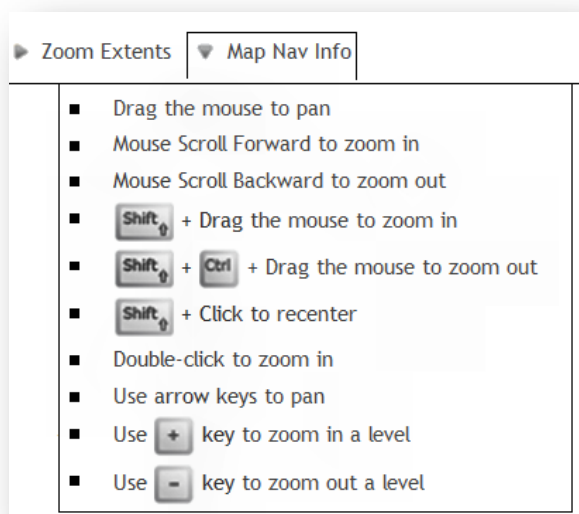 Zoom Extents Map Nav Info
Drag the mouse to pan
Mouse Scroll Forward to zoom in
Mouse Scroll Backward to zoom out
Shift + Drag the mouse to zoom in
Shift + Ctrl + Drag the mouse to zoom out
Shift + Click to recenter
Double-click to zoom in
Use arrow keys to pan
Use + key to zoom in a level
Use - key to zoom out a level